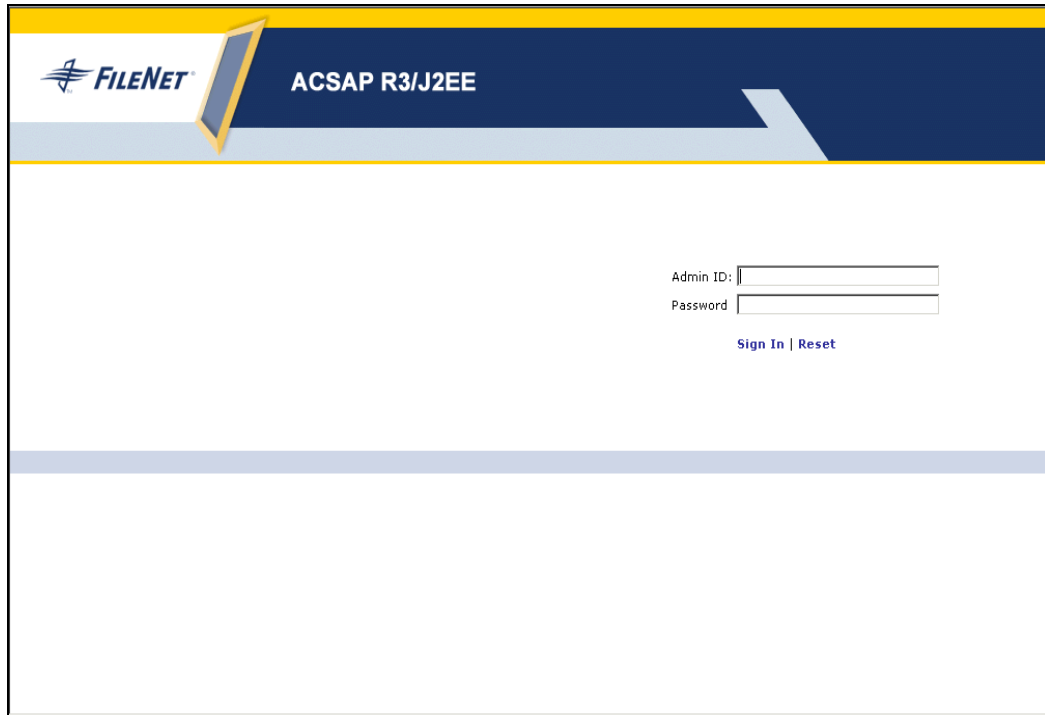 FILENET
ACSAP R3/J2EE
Admin ID:
Password
Sign In | Reset